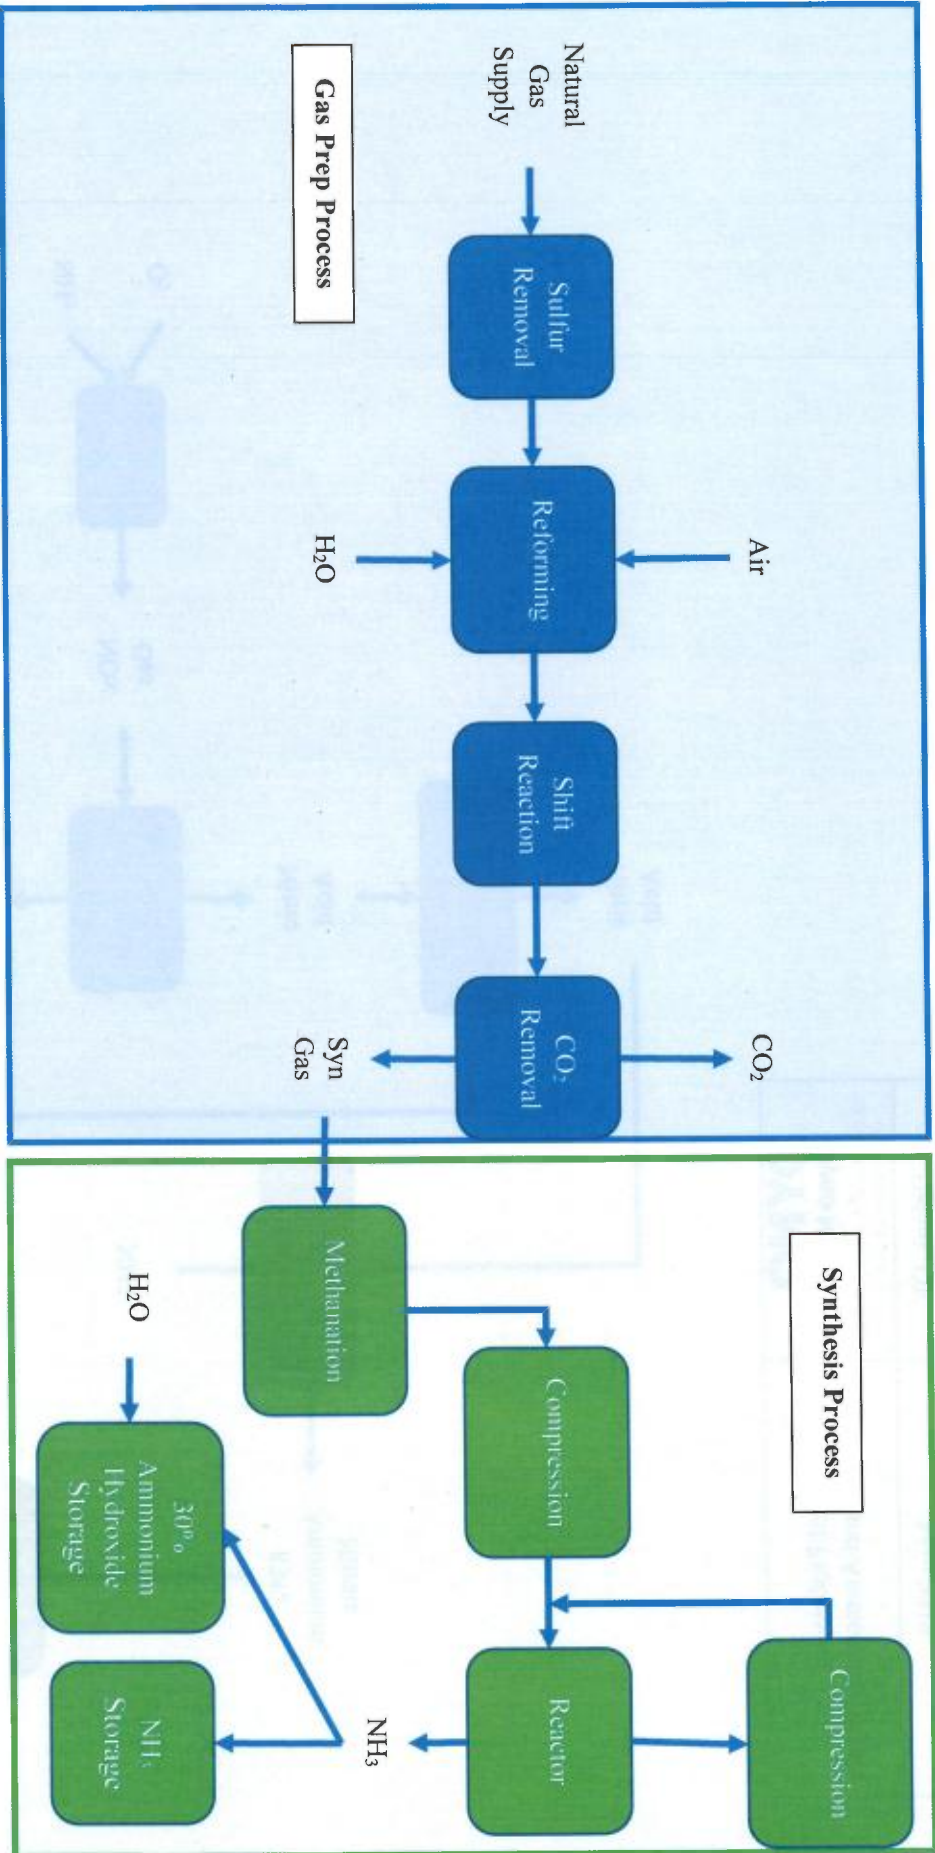 Natural
Gas
Supply
Gas Prep Process
Sulfur
Removal
Air
Reforming
H₂O
Shift
Reaction
CO₂
CO₂
Removal
Syn
Gas
Synthesis Process
Methanation
Compression
Compression
Reactor
NH₃
H₂O
30%
Ammonium
Hydroxide
Storage
NH₃
Storage